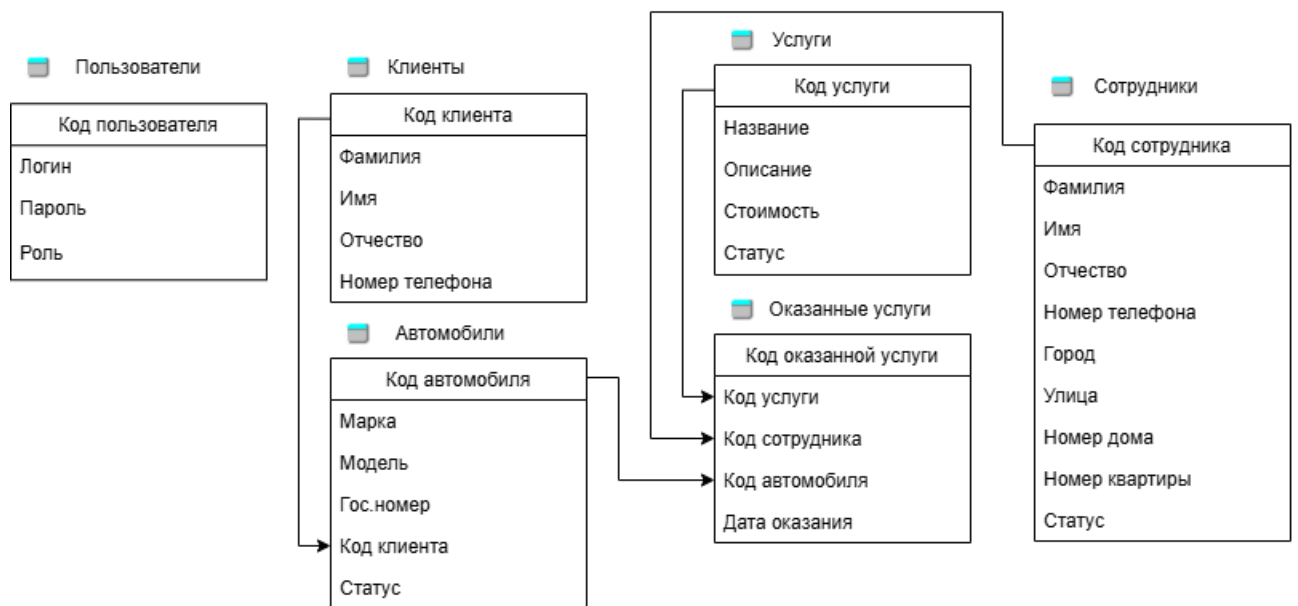 Пользователи
Код пользователя
Логин
Пароль
Роль
Клиенты
Код клиента
Фамилия
Имя
Отчество
Номер телефона
Автомобили
Код автомобиля
Марка
Модель
Гос.номер
Код клиента
Статус
Услуги
Код услуги
Название
Описание
Стоимость
Статус
Оказанные услуги
Код оказанной услуги
Код услуги
Код сотрудника
Код автомобиля
Дата оказания
Сотрудники
Код сотрудника
Фамилия
Имя
Отчество
Номер телефона
Город
Улица
Номер дома
Номер квартиры
Статус